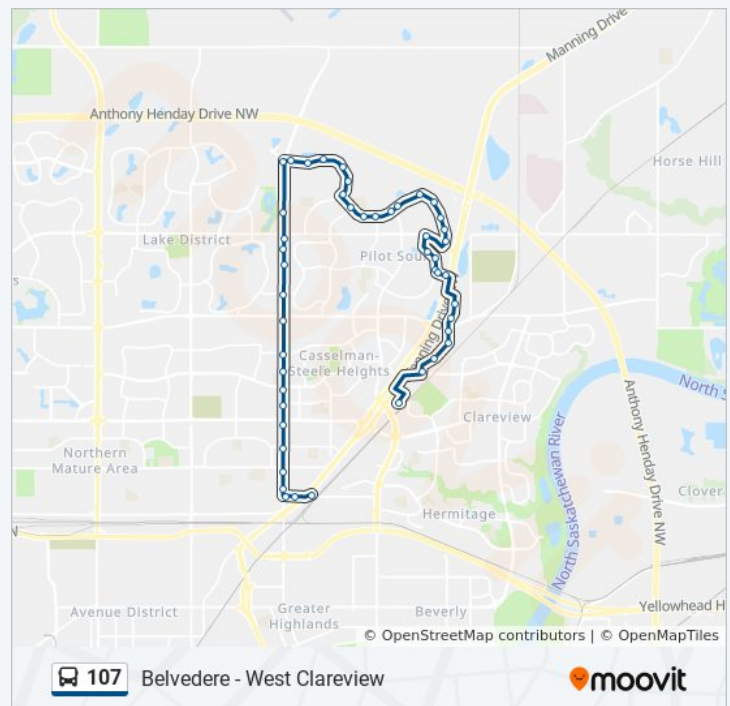 Manning Drive
Anthony Henday Drive NW
Horse Hill
Lake District
Pilot Sou
s
Manning Drive
Casselman-
Steele Heights
North S
Anthony Henday Drive NW
Clareview
North Saskatchewan River
Northern
Mature Area
Clover
Hermitage
Avenue District
Greater
Highlands
Beverly
Yellowhead H
© OpenStreetMap contributors | © OpenMapTiles
107 Belvedere - West Clareview
moovit